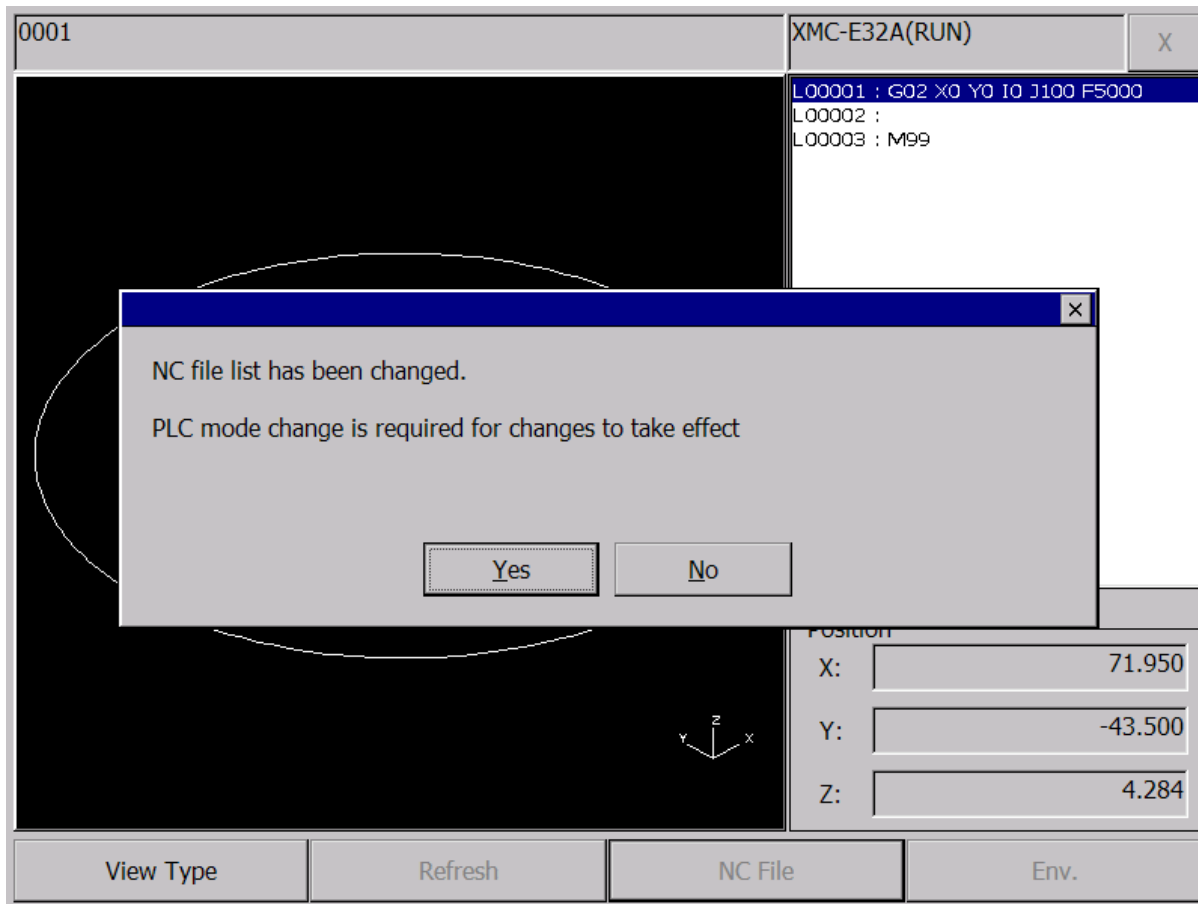 0001
XMC-E32A(RUN)
X
L00001 : G02 X0 Y0 I0 J100 F5000
L00002 :
L00003 : M99
NC file list has been changed.
PLC mode change is required for changes to take effect
Yes
No
Position
X:
71.950
Y:
-43.500
Z:
4.284
Z
Y
X
View Type
Refresh
NC File
Env.